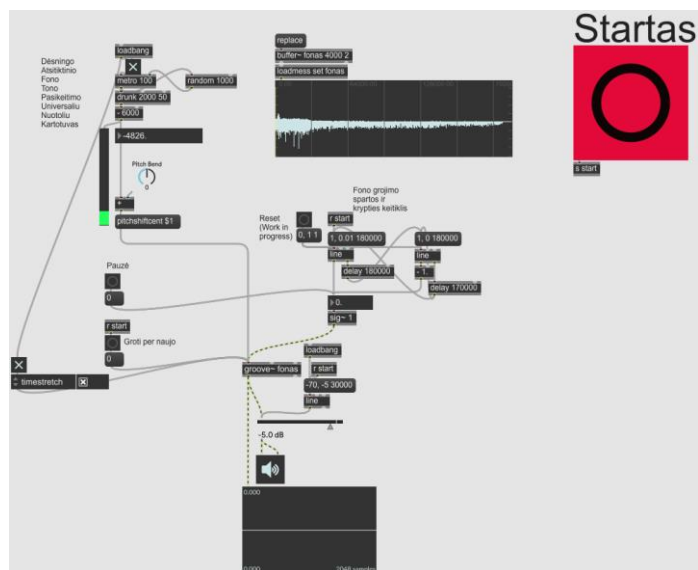 Startas
s start
loadbang
Dėsningo
Atsitiktinio
Fono
Tono
Pasikeitimo
Universaliu
Nuotoliu
Kartotuvas
metro 100
random 1000
drunk 2000 50
- 6000
-4826.
Pitch Bend
0
+
pitchshiftcent $1
replace
buffer~ fonas 4000 2
loadmess set fonas
Fono grojimo
spartos ir
krypties keitiklis
Reset
(Work in
progress)
0, 1 1
r start
1, 0.01 180000
line
delay 180000
1, 0 180000
line
- 1.
delay 170000
0.
sig~ 1
Pauzė
0
r start
Groti per naujo
0
timestretch
groove~ fonas
loadbang
r start
-70, -5 30000
line
-5.0 dB
0.000
0.000
2048 samples